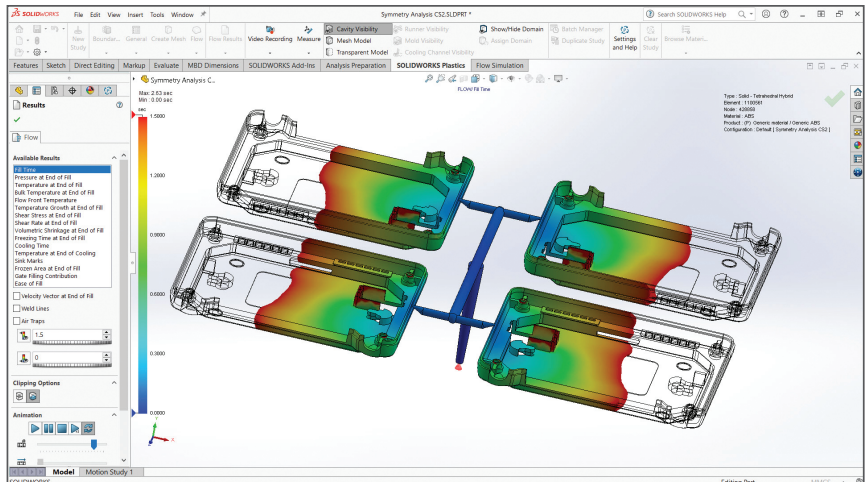 SOLIDWORKS File Edit View Insert Tools Window
Symmetry Analysis CS2.SLDPRT *
Search SOLIDWORKS Help
New Study
Boundar...
General
Create Mesh
Flow
Flow Results
Video Recording
Measure
Cavity Visibility
Mesh Model
Transparent Model
Runner Visibility
Mold Visibility
Cooling Channel Visibility
Show/Hide Domain
Assign Domain
Batch Manager
Duplicate Study
Settings and Help
Clear Study
Browse Materi...
Features Sketch Direct Editing Markup Evaluate MBD Dimensions SOLIDWORKS Add-Ins Analysis Preparation SOLIDWORKS Plastics Flow Simulation
Symmetry Analysis C...
FLOW/ Fill Time
Max: 2.63 sec
Min : 0.00 sec
sec
1.5000
1.2000
0.9000
0.6000
0.3000
0.0000
Type : Solid - Tetrahedral Hybrid
Element : 1100561
Node : 428858
Material : ABS
Product : (P) Generic material / Generic ABS
Configuration : Default [ Symmetry Analysis CS2 ]
Results
Flow
Available Results
Fill Time
Pressure at End of Fill
Temperature at End of Fill
Bulk Temperature at End of Fill
Flow Front Temperature
Temperature Growth at End of Fill
Shear Stress at End of Fill
Shear Rate at End of Fill
Volumetric Shrinkage at End of Fill
Freezing Time at End of Fill
Cooling Time
Temperature at End of Cooling
Sink Marks
Frozen Area at End of Fill
Gate Filling Contribution
Ease of Fill
Velocity Vector at End of Fill
Weld Lines
Air Traps
1.5
0
Clipping Options
Animation
Y
X
Z
Model Motion Study 1
SOLIDWORKS
Editing Part
MMGS